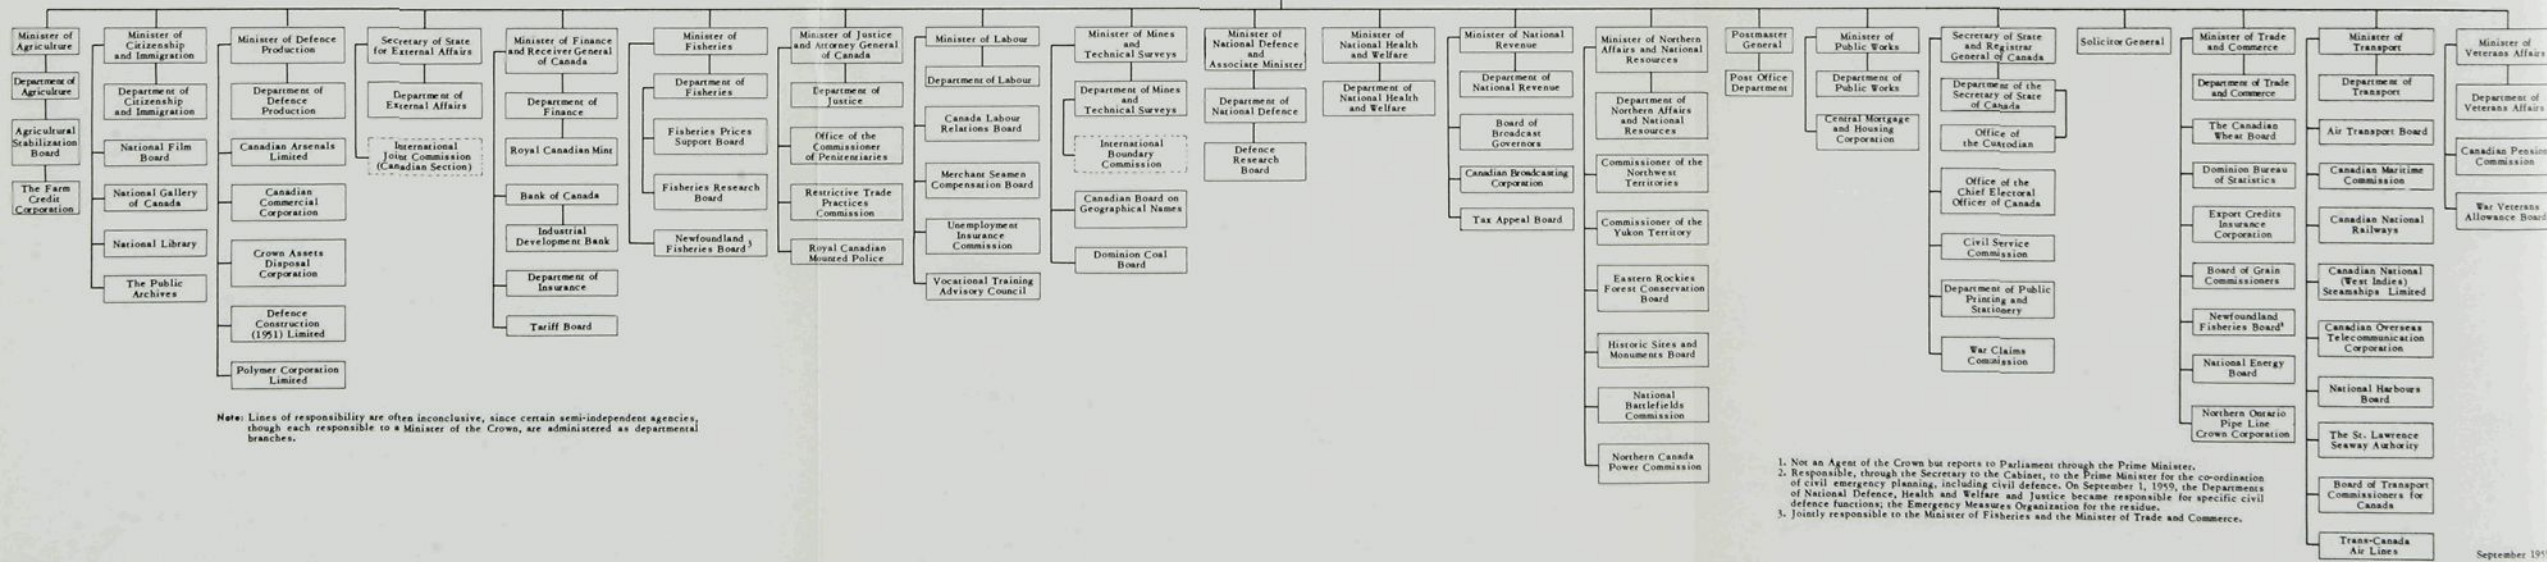 Minister of
Agriculture
Department of
Agriculture
Agricultural
Stabilization
Board
The Farm
Credit
Corporation
Minister of
Citizenship
and Immigration
Department of
Citizenship
and Immigration
National Film
Board
National Gallery
of Canada
National Library
The Public
Archives
Minister of Defence
Production
Department of
Defence
Production
Canadian Arsenals
Limited
Canadian
Commercial
Corporation
Crown Assets
Disposal
Corporation
Defence
Construction
(1951) Limited
Polymer Corporation
Limited
Secretary of State
for External Affairs
Department of
External Affairs
International
Joint Commission
(Canadian Section)
Minister of Finance
and Receiver General
of Canada
Department of
Finance
Royal Canadian Mint
Bank of Canada
Industrial
Development Bank
Department of
Insurance
Tariff Board
Minister of
Fisheries
Department of
Fisheries
Fisheries Prices
Support Board
Fisheries Research
Board
Newfoundland
Fisheries Board 3
Minister of Justice
and Attorney General
of Canada
Department of
Justice
Office of the
Commissioner
of Penitentiaries
Restrictive Trade
Practices
Commission
Royal Canadian
Mounted Police
Minister of Labour
Department of Labour
Canada Labour
Relations Board
Merchant Seamen
Compensation Board
Unemployment
Insurance
Commission
Vocational Training
Advisory Council
Minister of Mines
and
Technical Surveys
Department of Mines
and
Technical Surveys
International
Boundary
Commission
Canadian Board on
Geographical Names
Dominion Coal
Board
Minister of
National Defence
and
Associate Minister
Department of
National Defence
Defence
Research
Board
Minister of
National Health
and Welfare
Department of
National Health
and Welfare
Minister of National
Revenue
Department of
National Revenue
Board of
Broadcast
Governors
Canadian Broadcasting
Corporation
Tax Appeal Board
Minister of Northern
Affairs and National
Resources
Department of
Northern Affairs
and National
Resources
Commissioner of the
Northwest
Territories
Commissioner of the
Yukon Territory
Eastern Rockies
Forest Conservation
Board
Historic Sites and
Monuments Board
National
Battlefields
Commission
Northern Canada
Power Commission
Postmaster
General
Post Office
Department
Minister of
Public Works
Department of
Public Works
Central Mortgage
and Housing
Corporation
Secretary of State
and Registrar
General of Canada
Department of the
Secretary of State
of Canada
Office of
the Custodian
Office of the
Chief Electoral
Officer of Canada
Civil Service
Commission
Department of Public
Printing and
Stationery
War Claims
Commission
Solicitor General
Minister of Trade
and Commerce
Department of Trade
and Commerce
The Canadian
Wheat Board
Dominion Bureau
of Statistics
Export Credits
Insurance
Corporation
Board of Grain
Commissioners
Newfoundland
Fisheries Board 3
National Energy
Board
Northern Ontario
Pipe Line
Crown Corporation
Minister of
Transport
Department of
Transport
Air Transport Board
Canadian Maritime
Commission
Canadian National
Railways
Canadian National
(West Indies)
Steamships Limited
Canadian Overseas
Telecommunication
Corporation
National Harbours
Board
The St. Lawrence
Seaway Authority
Board of Transport
Commissioners for
Canada
Trans-Canada
Air Lines
Minister of
Veterans Affairs
Department of
Veterans Affairs
Canadian Pension
Commission
War Veterans
Allowance Board
Note: Lines of responsibility are often inconclusive, since certain semi-independent agencies,
though each responsible to a Minister of the Crown, are administered as departmental
branches.
1. Not an Agent of the Crown but reports to Parliament through the Prime Minister.
2. Responsible, through the Secretary to the Cabinet, to the Prime Minister for the co-ordination
of civil emergency planning, including civil defence. On September 1, 1959, the Departments
of National Defence, Health and Welfare and Justice became responsible for specific civil
defence functions; the Emergency Measures Organization for the residue.
3. Jointly responsible to the Minister of Fisheries and the Minister of Trade and Commerce.
September